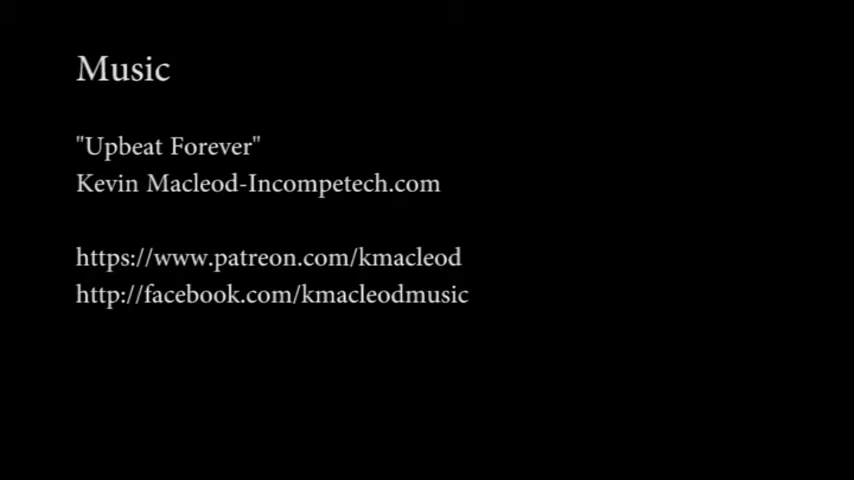 Music
"Upbeat Forever"
Kevin Macleod-Incompetech.com
https://www.patreon.com/kmacleod
http://facebook.com/kmacleodmusic